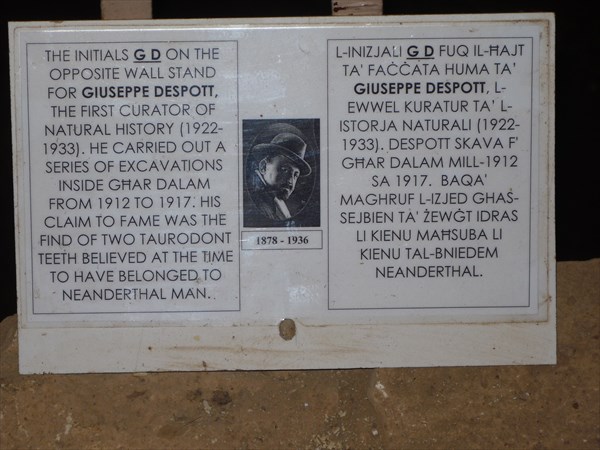 THE INITIALS G D ON THE
OPPOSITE WALL STAND
FOR GIUSEPPE DESPOTT,
THE FIRST CURATOR OF
NATURAL HISTORY (1922-
1933). HE CARRIED OUT A
SERIES OF EXCAVATIONS
INSIDE GĦAR DALAM
FROM 1912 TO 1917. HIS
CLAIM TO FAME WAS THE
FIND OF TWO TAURODONT
TEETH BELIEVED AT THE TIME
TO HAVE BELONGED TO
NEANDERTHAL MAN.
1878 - 1936
L-INIZJALI G D FUQ IL-ĦAJT
TA' FAĊĊATA HUMA TA'
GIUSEPPE DESPOTT, L-
EWWEL KURATUR TA' L-
ISTORJA NATURALI (1922-
1933). DESPOTT SKAVA F'
GĦAR DALAM MILL-1912
SA 1917. BAQA'
MAGHRUF L-IZJED GĦAS-
SEJBIEN TA' ŻEWĠT IDRAS
LI KIENU MAĦSUBA LI
KIENU TAL-BNIEDEM
NEANDERTHAL.